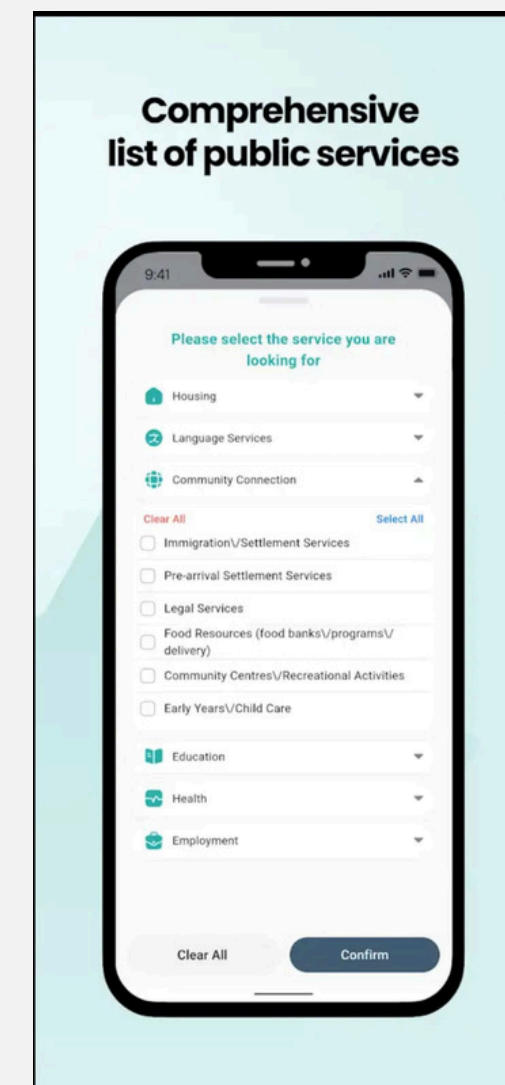 Comprehensive
list of public services
9:41
Please select the service you are
looking for
Housing
Language Services
Community Connection
Clear All Select All
Immigration\/Settlement Services
Pre-arrival Settlement Services
Legal Services
Food Resources (food banks\/programs\/
delivery)
Community Centres\/Recreational Activities
Early Years\/Child Care
Education
Health
Employment
Clear All Confirm